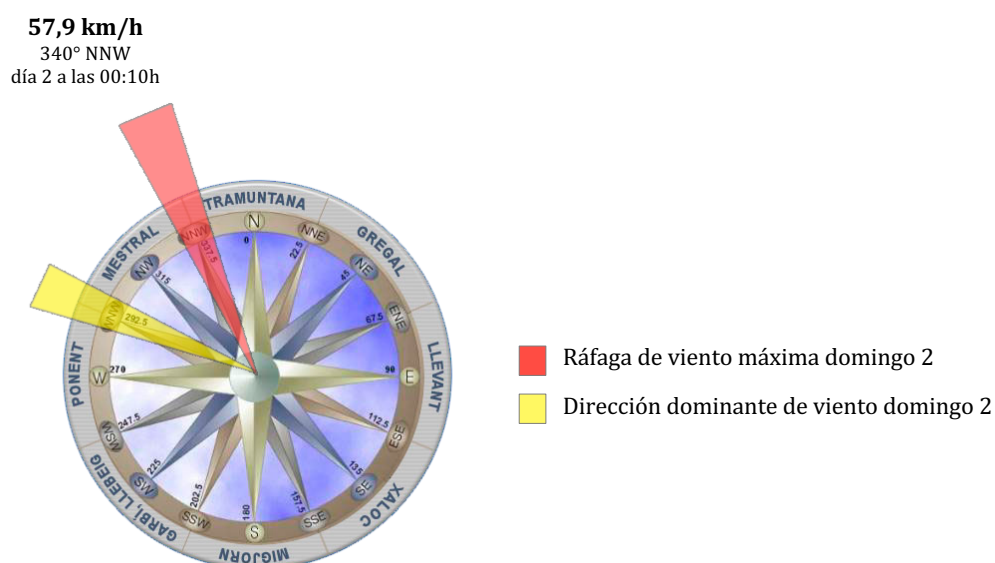 57,9 km/h
340° NNW
día 2 a las 00:10h
TRAMUNTANA
GREGAL
LLEVANT
XALOC
MIGJORN
GARBÍ, LLEBEIG
PONENT
MESTRAL
N
0
NNE
22.5
NE
45
ENE
67.5
E
90
ESE
112.5
SE
135
SSE
157.5
S
180
SSW
202.5
SW
225
WSW
247.5
W
270
WNW
292.5
NW
315
NNW
337.5
Ráfaga de viento máxima domingo 2
Dirección dominante de viento domingo 2